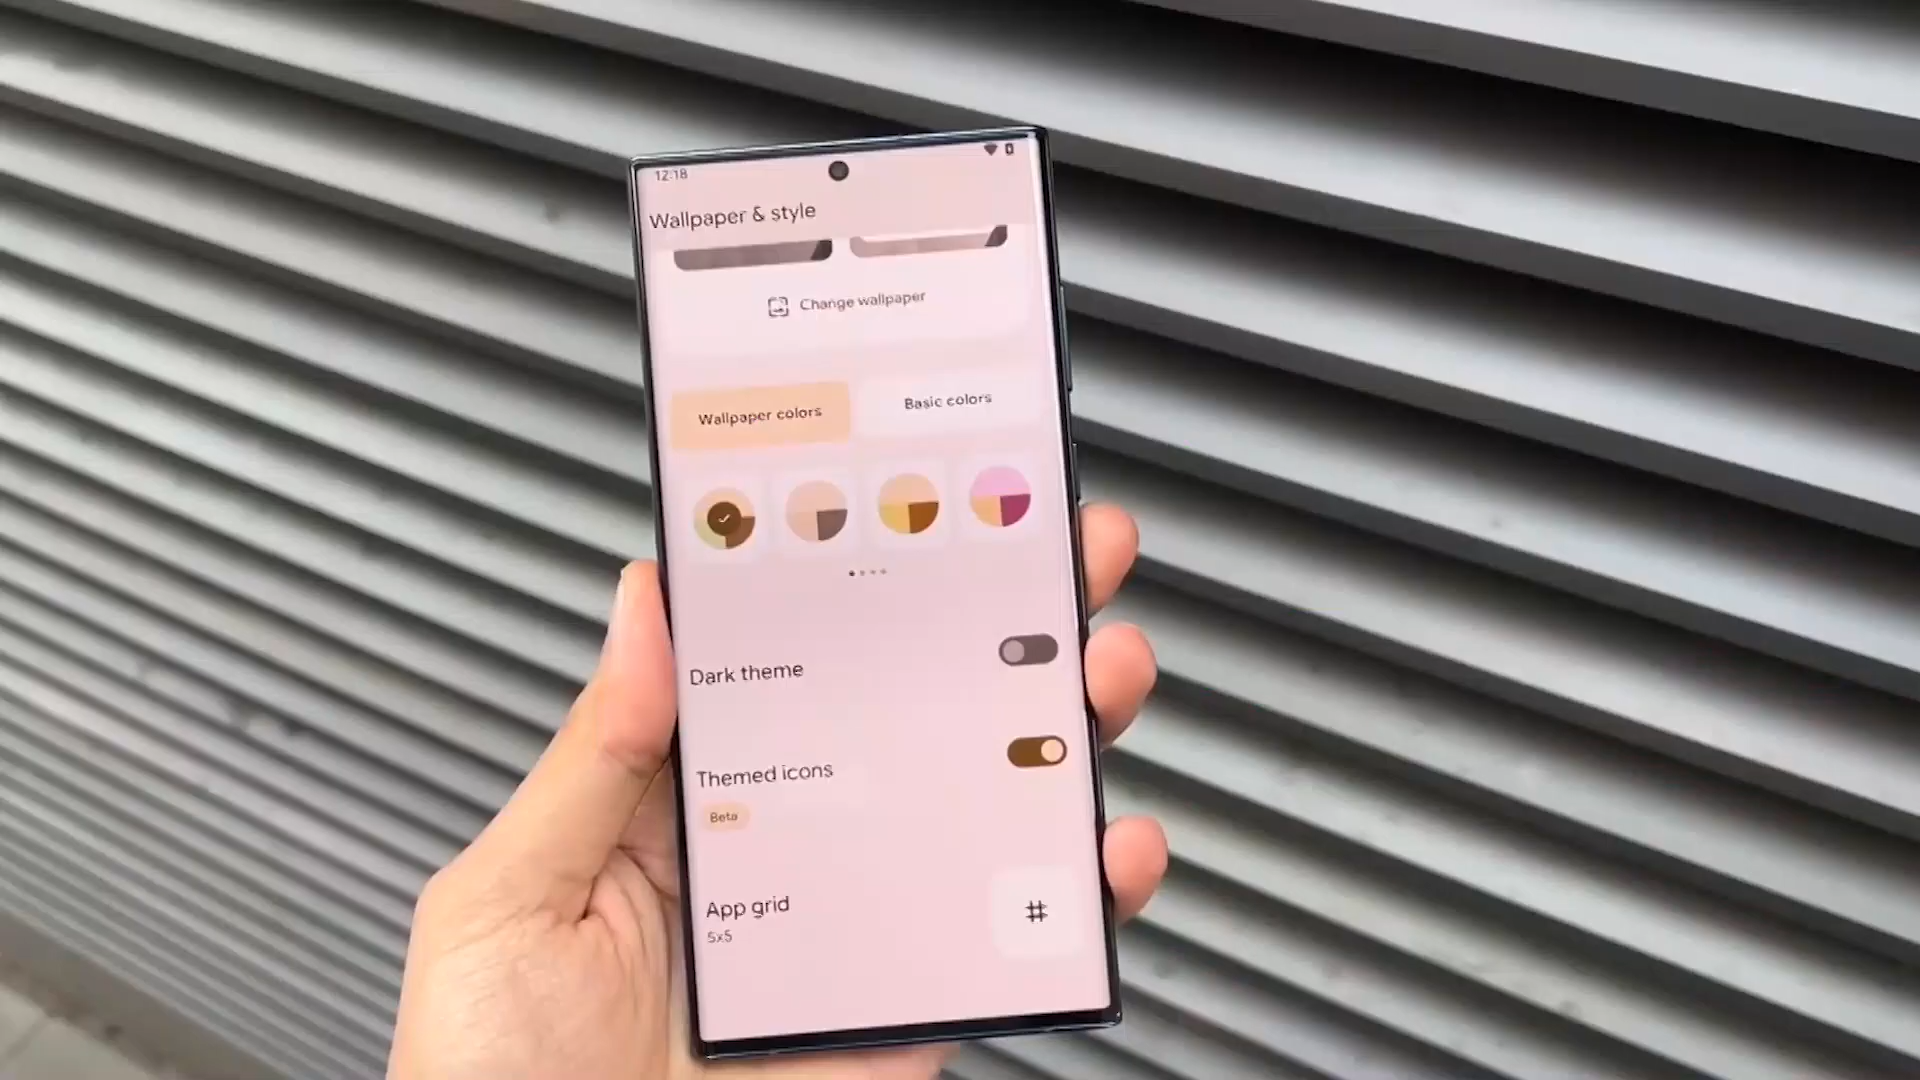 12:18
Wallpaper & style
Change wallpaper
Wallpaper colors
Basic colors
Dark theme
Themed icons
Beta
App grid
5x5